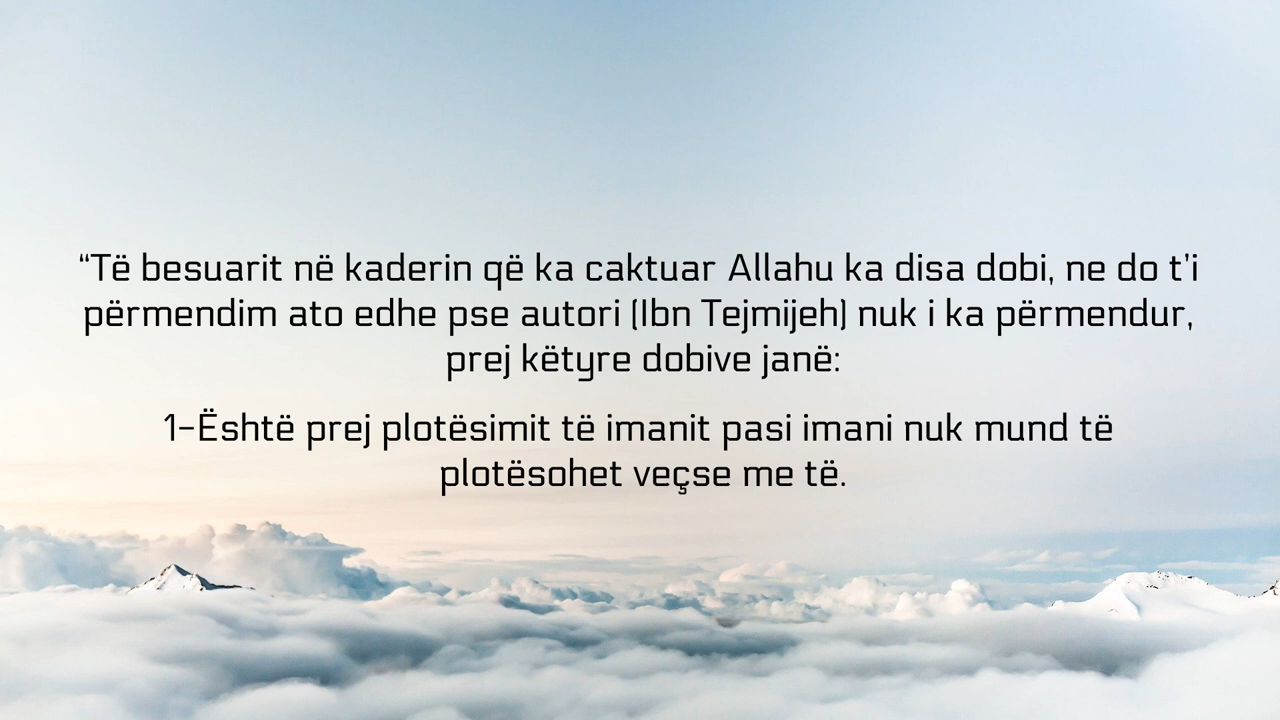 “Të besuarit në kaderin që ka caktuar Allahu ka disa dobi, ne do t’i
përmendim ato edhe pse autori (Ibn Tejmijeh) nuk i ka përmendur,
prej këtyre dobive janë:
1-Është prej plotësimit të imanit pasi imani nuk mund të
plotësohet veçse me të.